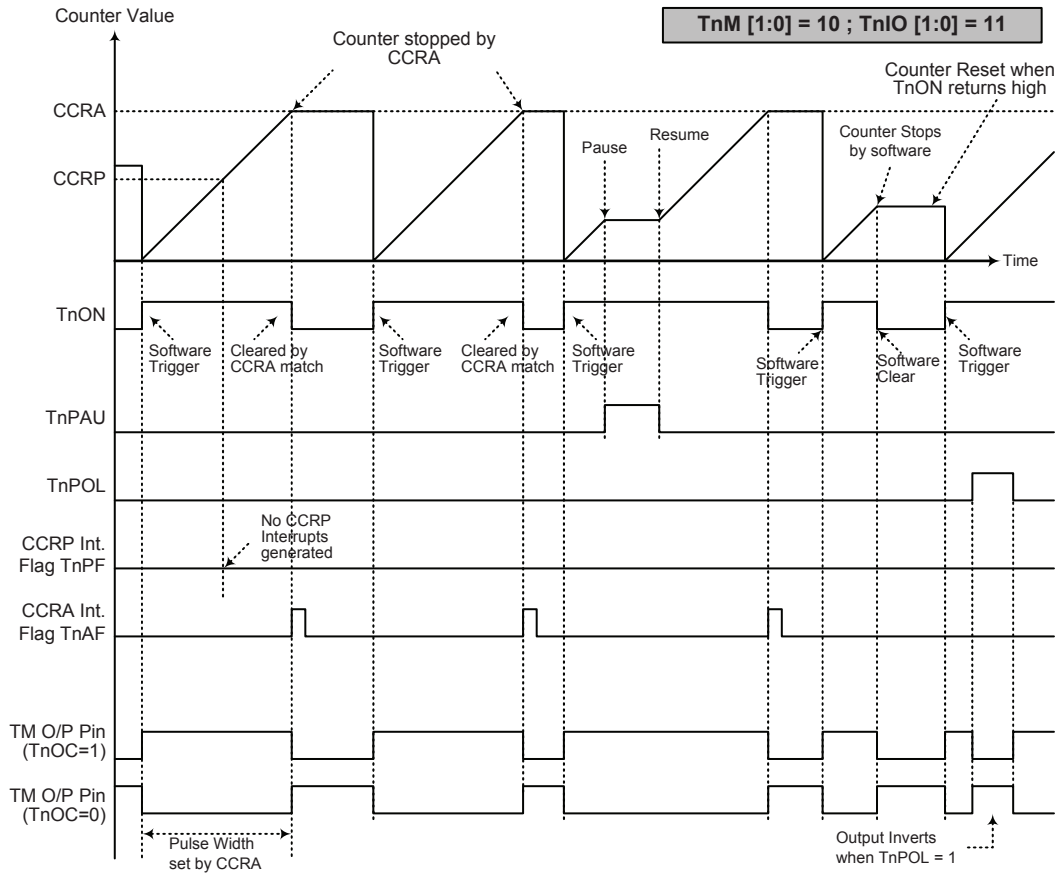 Counter Value
TnM [1:0] = 10 ; TnIO [1:0] = 11
Counter stopped by
CCRA
Counter Reset when
TnON returns high
CCRA
Pause
Resume
Counter Stops
by software
CCRP
Time
TnON
Software
Trigger
Cleared by
CCRA match
Software
Trigger
Cleared by
CCRA match
Software
Trigger
Software
Trigger
Software
Clear
Software
Trigger
TnPAU
TnPOL
No CCRP
Interrupts
generated
CCRP Int.
Flag TnPF
CCRA Int.
Flag TnAF
TM O/P Pin
(TnOC=1)
TM O/P Pin
(TnOC=0)
Pulse Width
set by CCRA
Output Inverts
when TnPOL = 1